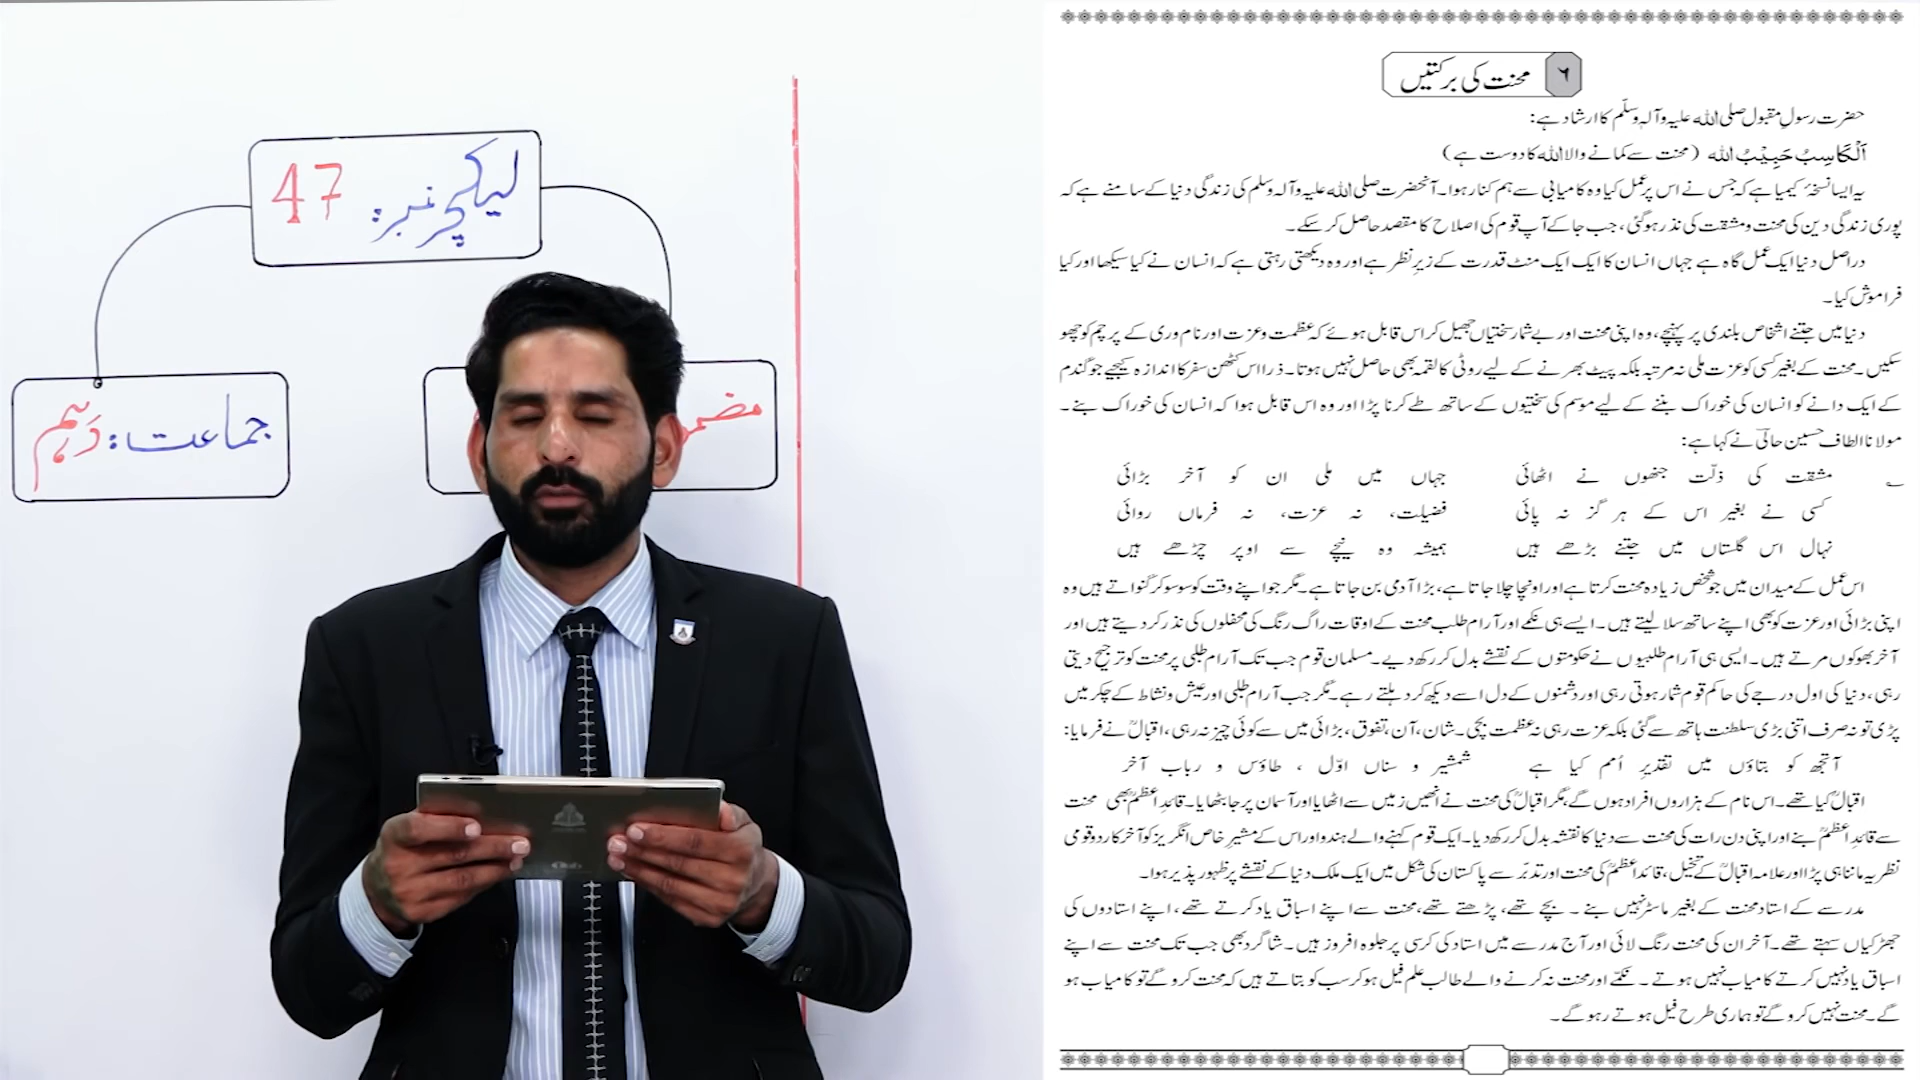 لیکچر نمبر: 47
جماعت: دہم
مضمو
۶ محنت کی برکتیں
حضرت رسولِ مقبول صلی اللہ علیہ وآلہٖ وسلّم کا ارشاد ہے:
اَلْکَاسِبُ حَبِیْبُ اللہ (محنت سے کمانے والا اللہ کا دوست ہے)
یہ ایسا نسخۂ کیمیا ہے کہ جس نے اس پر عمل کیا وہ کامیابی سے ہم کنار ہوا۔ آنحضرت صلی اللہ علیہ وآلہ وسلم کی زندگی دنیا کے سامنے ہے کہ
پوری زندگی دین کی محنت و مشقت کی نذر ہو گئی، جب جا کے آپ قوم کی اصلاح کا مقصد حاصل کر سکے۔
دراصل دنیا ایک عمل گاہ ہے جہاں انسان کا ایک ایک منٹ قدرت کے زیرِ نظر ہے اور وہ دیکھتی رہتی ہے کہ انسان نے کیا سیکھا اور کیا
فراموش کیا۔
دنیا میں جتنے اشخاص بلندی پر پہنچے، وہ اپنی محنت اور بے شمار سختیاں جھیل کر اس قابل ہوئے کہ عظمت و عزت اور نام وری کے پرچم کو چھو
سکیں۔ محنت کے بغیر کسی کو عزت ملی نہ مرتبہ بلکہ پیٹ بھرنے کے لیے روٹی کا لقمہ بھی حاصل نہیں ہوتا۔ ذرا اس کٹھن سفر کا اندازہ کیجیے جو گندم
کے ایک دانے کو انسان کی خوراک بننے کے لیے موسم کی سختیوں کے ساتھ طے کرنا پڑا اور وہ اس قابل ہوا کہ انسان کی خوراک بنے۔
مولانا الطاف حسین حالیؔ نے کہا ہے:
مشقت کی ذلّت جنھوں نے اٹھائی جہاں میں ملی ان کو آخر بڑائی
کسی نے بغیر اس کے ہرگز نہ پائی فضیلت، نہ عزت، نہ فرماں روائی
نہال اس گلستاں میں جتنے بڑھے ہیں ہمیشہ وہ نیچے سے اوپر چڑھے ہیں
اس عمل کے میدان میں جو شخص زیادہ محنت کرتا ہے اور اونچا چلا جاتا ہے، بڑا آدمی بن جاتا ہے۔ مگر جو اپنے وقت کو سو سو کر گنواتے ہیں وہ
اپنی بڑائی اور عزت کو بھی اپنے ساتھ سلا لیتے ہیں۔ ایسے ہی نکمے اور آرام طلب محنت کے اوقات راگ رنگ کی محفلوں کی نذر کر دیتے ہیں اور
آخر بھوکوں مرتے ہیں۔ ایسی ہی آرام طلبیوں نے حکومتوں کے نقشے بدل کر رکھ دیے۔ مسلمان قوم جب تک آرام طلبی پر محنت کو ترجیح دیتی
رہی، دنیا کی اول درجے کی حاکم قوم شمار ہوتی رہی اور دشمنوں کے دل اسے دیکھ کر دہلتے رہے۔ مگر جب آرام طلبی اور عیش و نشاط کے چکر میں
پڑی تو نہ صرف اتنی بڑی سلطنت ہاتھ سے گئی بلکہ عزت رہی نہ عظمت بچی۔ شان، آن، تفوق، بڑائی میں سے کوئی چیز نہ رہی، اقبالؒ نے فرمایا:
آ تجھ کو بتاؤں میں تقدیرِ اُمم کیا ہے شمشیر و سناں اوّل، طاؤس و رباب آخر
اقبالؒ کیا تھے۔ اس نام کے ہزاروں افراد ہوں گے، مگر اقبالؒ کی محنت نے انھیں زمیں سے اٹھایا اور آسمان پر جا بٹھایا۔ قائدِ اعظمؒ بھی محنت
سے قائدِ اعظمؒ بنے اور اپنی دن رات کی محنت سے دنیا کا نقشہ بدل کر رکھ دیا۔ ایک قوم کہنے والے ہندو اور اس کے مشیرِ خاص انگریز کو آخر کار دو قومی
نظریہ ماننا ہی پڑا اور علامہ اقبالؒ کے تخیل، قائدِ اعظمؒ کی محنت اور تدبّر سے پاکستان کی شکل میں ایک ملک دنیا کے نقشے پر ظہور پذیر ہوا۔
مدرسے کے استاد محنت کے بغیر ماسٹر نہیں بنے۔ بچے تھے، پڑھتے تھے، محنت سے اپنے اسباق یاد کرتے تھے، اپنے استادوں کی
جھڑکیاں سہتے تھے۔ آخر ان کی محنت رنگ لائی اور آج مدرسے میں استاد کی کرسی پر جلوہ افروز ہیں۔ شاگرد بھی جب تک محنت سے اپنے
اسباق یاد نہیں کرتے کامیاب نہیں ہوتے۔ نکمّے اور محنت نہ کرنے والے طالب علم فیل ہو کر سب کو بتاتے ہیں کہ محنت کرو گے تو کامیاب ہو
گے۔ محنت نہیں کرو گے تو ہماری طرح فیل ہوتے رہو گے۔